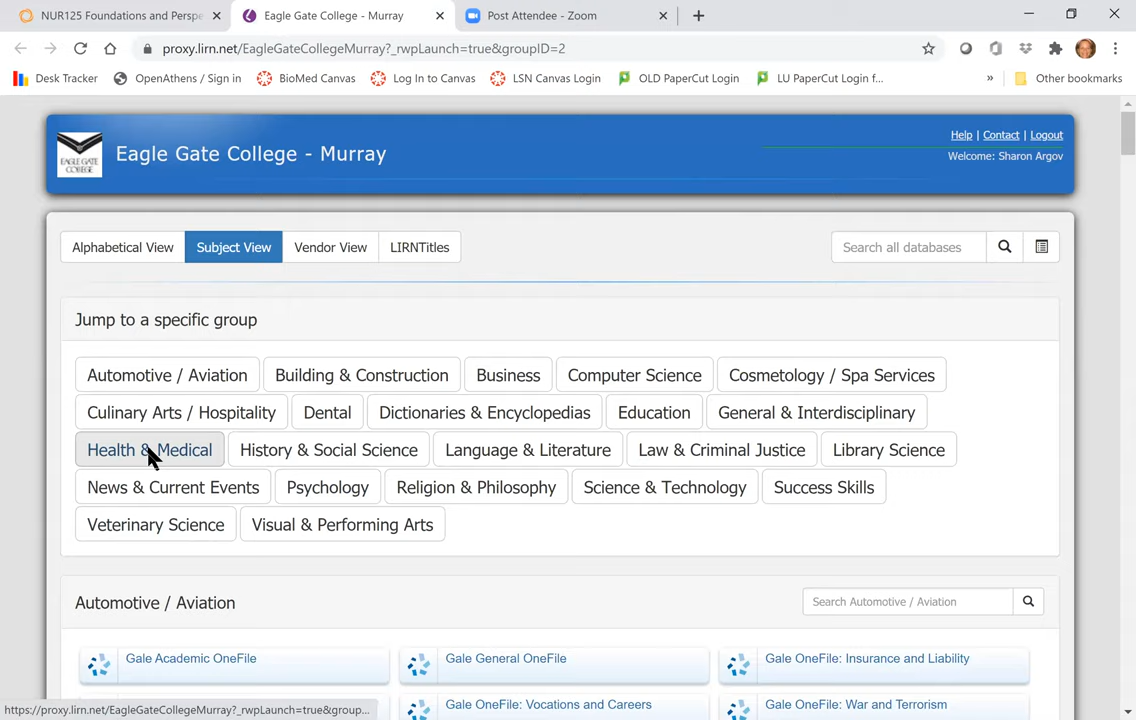 NUR125 Foundations and Perspe
Eagle Gate College - Murray
Post Attendee - Zoom
proxy.lirn.net/EagleGateCollegeMurray?_rwpLaunch=true&groupID=2
Desk Tracker
OpenAthens / Sign in
BioMed Canvas
Log In to Canvas
LSN Canvas Login
OLD PaperCut Login
LU PaperCut Login f...
»
Other bookmarks
EAGLE GATE
COLLEGE
Eagle Gate College - Murray
Help | Contact | Logout
Welcome: Sharon Argov
Alphabetical View
Subject View
Vendor View
LIRNTitles
Search all databases
Jump to a specific group
Automotive / Aviation
Building & Construction
Business
Computer Science
Cosmetology / Spa Services
Culinary Arts / Hospitality
Dental
Dictionaries & Encyclopedias
Education
General & Interdisciplinary
Health & Medical
History & Social Science
Language & Literature
Law & Criminal Justice
Library Science
News & Current Events
Psychology
Religion & Philosophy
Science & Technology
Success Skills
Veterinary Science
Visual & Performing Arts
Automotive / Aviation
Search Automotive / Aviation
Gale Academic OneFile
Gale General OneFile
Gale OneFile: Insurance and Liability
Gale OneFile: Vocations and Careers
Gale OneFile: War and Terrorism
https://proxy.lirn.net/EagleGateCollegeMurray?_rwpLaunch=true&group...